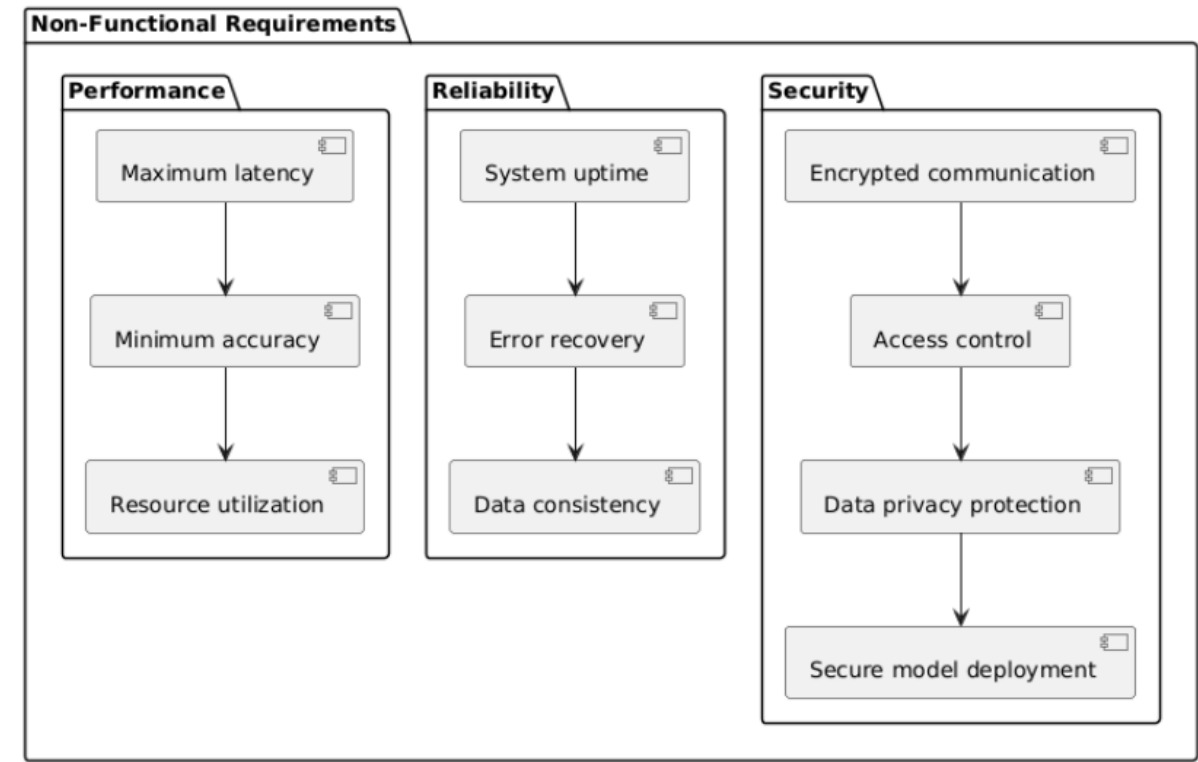 Non-Functional Requirements
Performance
Maximum latency
Minimum accuracy
Resource utilization
Reliability
System uptime
Error recovery
Data consistency
Security
Encrypted communication
Access control
Data privacy protection
Secure model deployment